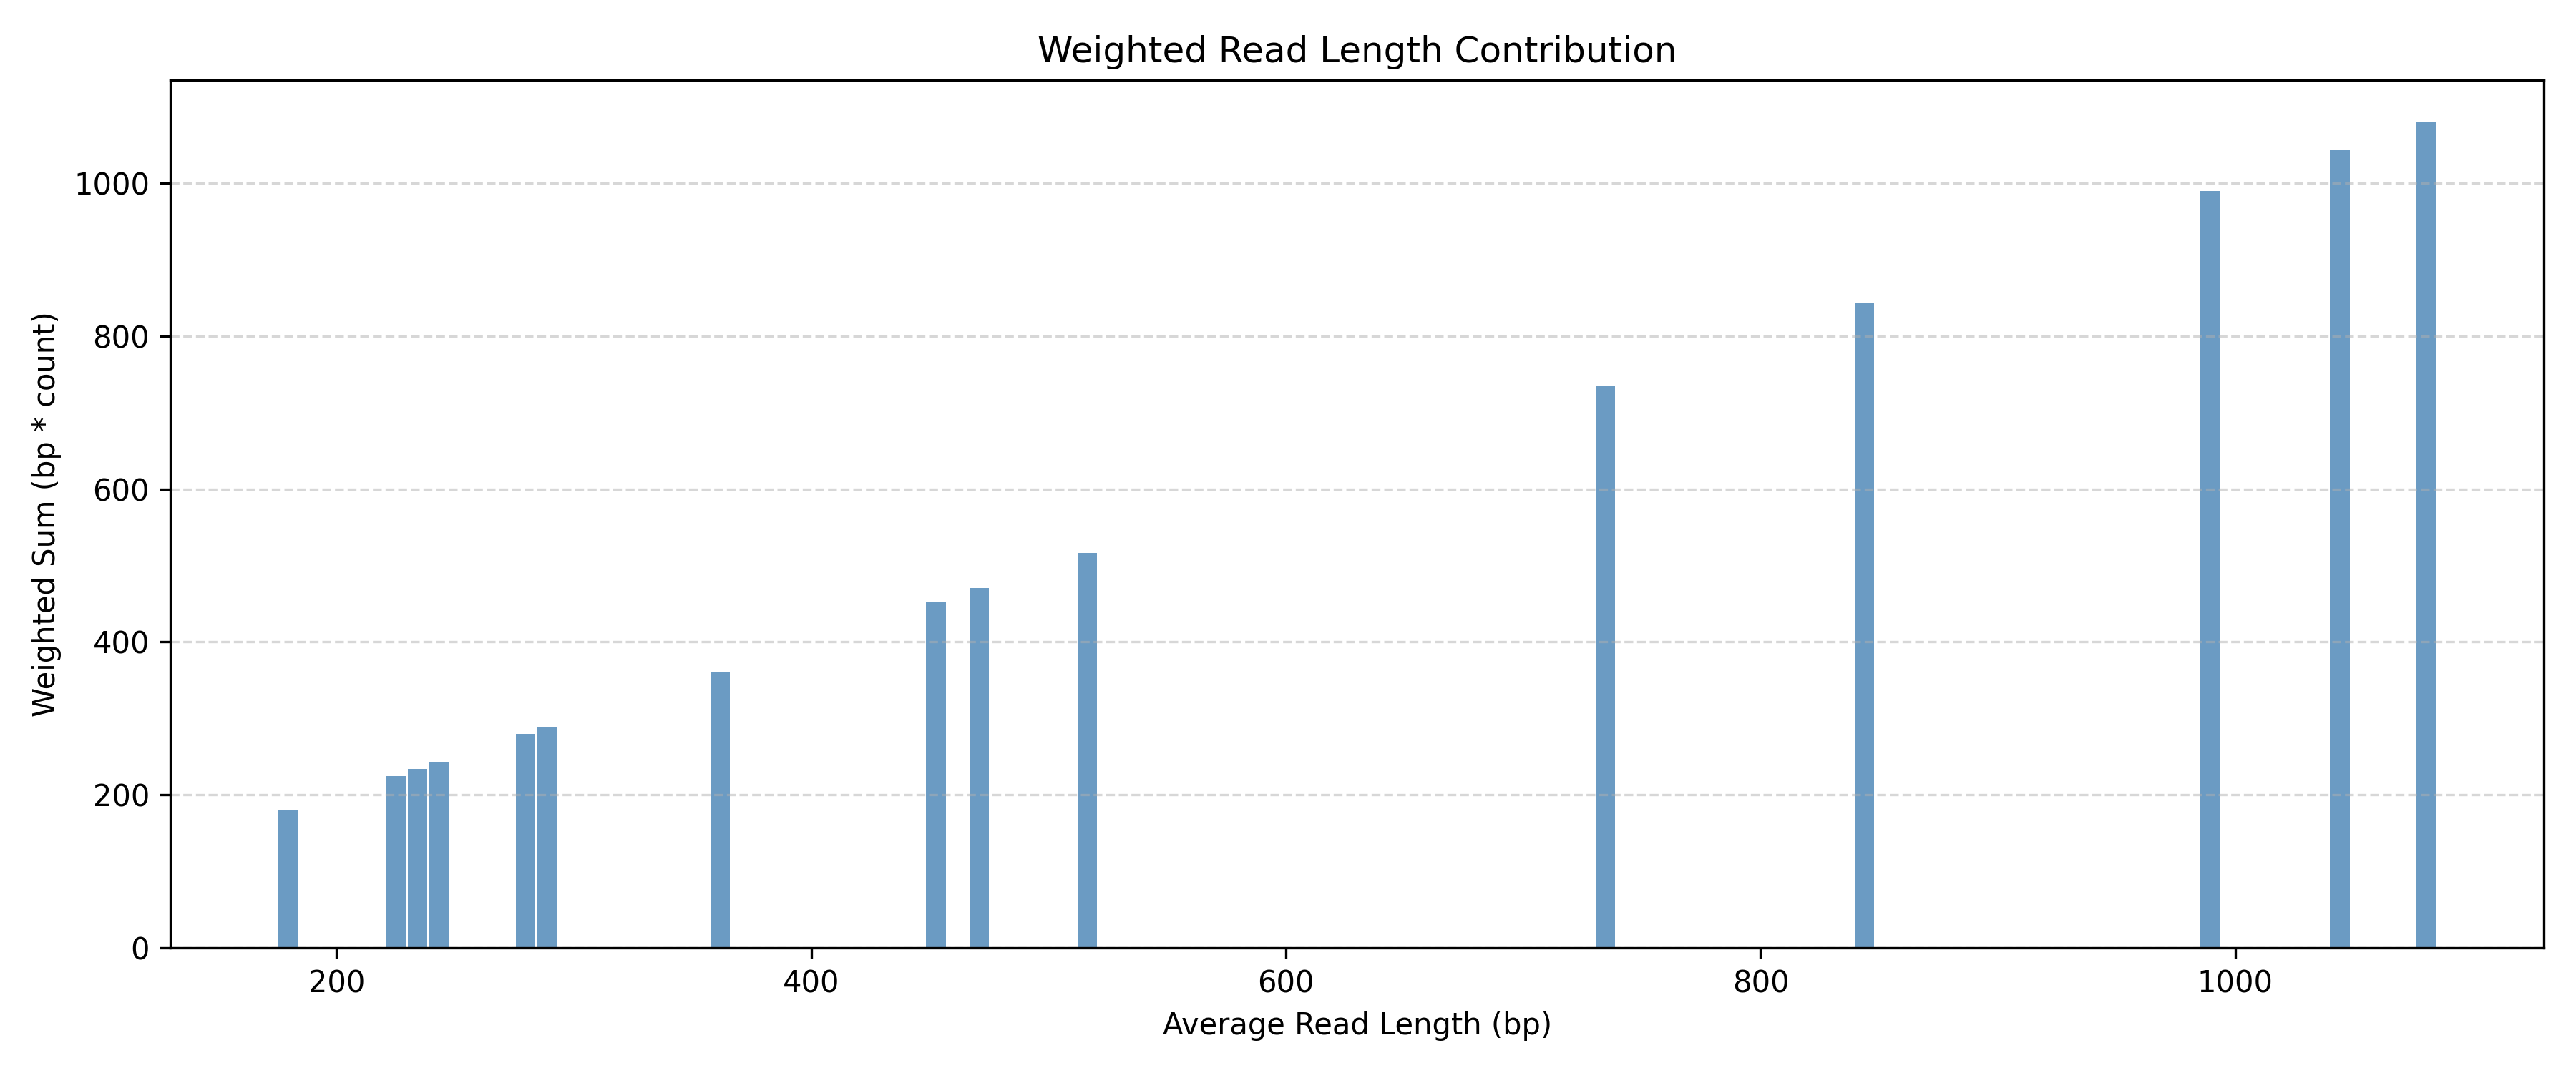 Weighted Read Length Contribution
Weighted Sum (bp * count)
1000
800
600
400
200
0
200 400 600 800 1000
Average Read Length (bp)